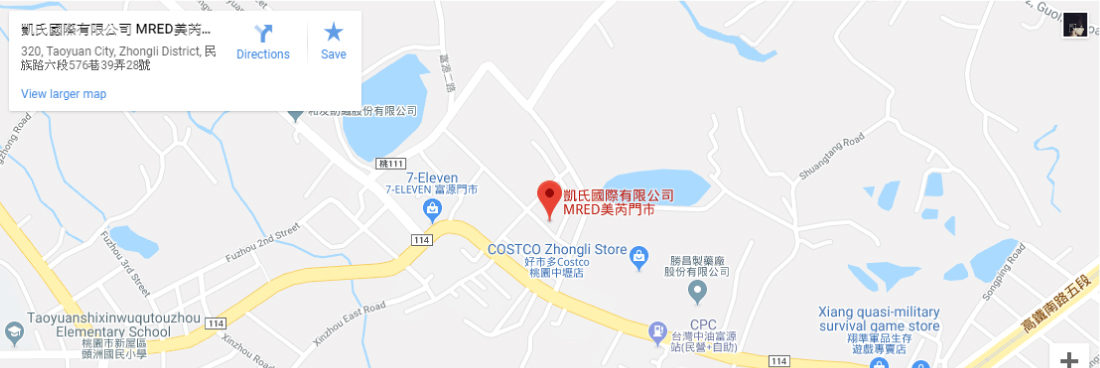 凱氏國際有限公司 MRED美芮...
320, Taoyuan City, Zhongli District, 民
族路六段576巷39弄28號
Directions
Save
View larger map
和友紡織股份有限公司
富源二路
桃111
7-Eleven
7-ELEVEN 富源門市
凱氏國際有限公司
MRED美芮門市
114
COSTCO Zhongli Store
好市多Costco
桃園中壢店
勝昌製藥廠
股份有限公司
Shuangtang Road
Fuzhou 2nd Street
Fuzhou 3rd Street
Songping Road
高鐵南路五段
Taoyuanshixinwuqutouzhou
Elementary School
桃園市新屋區
頭洲國民小學
114
Xinzhou East Road
Xinzhou Road
CPC
台灣中油富源
站(民營+自助)
114
Xiang quasi-military
survival game store
翔準軍品生存
遊戲專賣店
+